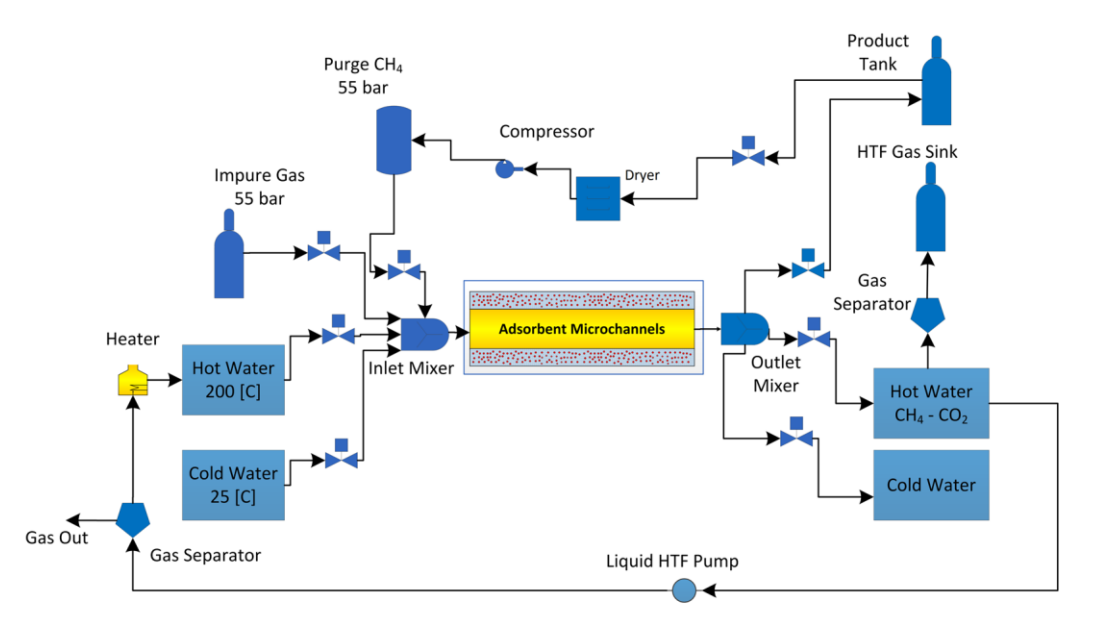 Product
Tank
Purge CH₄
55 bar
Compressor
HTF Gas Sink
Dryer
Impure Gas
55 bar
Gas
Separator
Adsorbent Microchannels
Heater
Hot Water
200 [C]
Inlet Mixer
Outlet
Mixer
Hot Water
CH₄ - CO₂
Cold Water
25 [C]
Cold Water
Gas Out
Gas Separator
Liquid HTF Pump